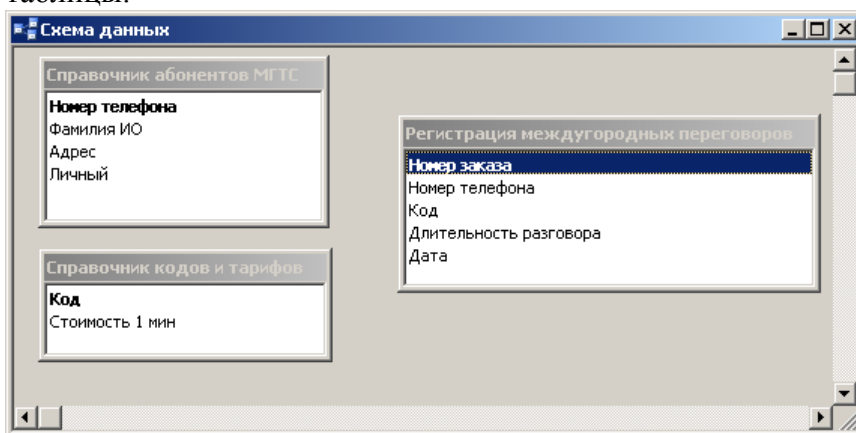 таблицы.
Схема данных
Справочник абонентов МГТС
Номер телефона
Фамилия ИО
Адрес
Личный
Регистрация междугородных переговоров
Номер заказа
Номер телефона
Код
Длительность разговора
Дата
Справочник кодов и тарифов
Код
Стоимость 1 мин